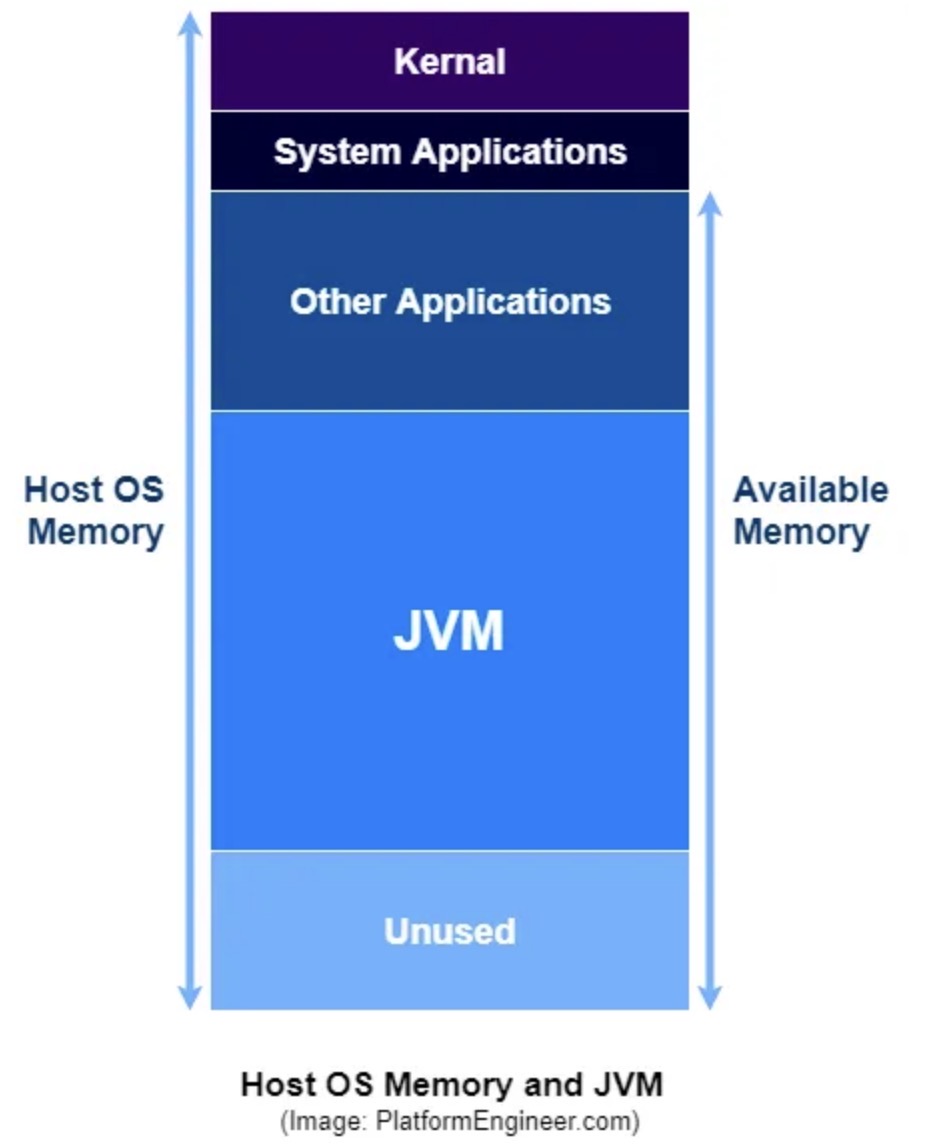 Kernal
System Applications
Other Applications
Host OS
Memory
Available
Memory
JVM
Unused
Host OS Memory and JVM
(Image: PlatformEngineer.com)